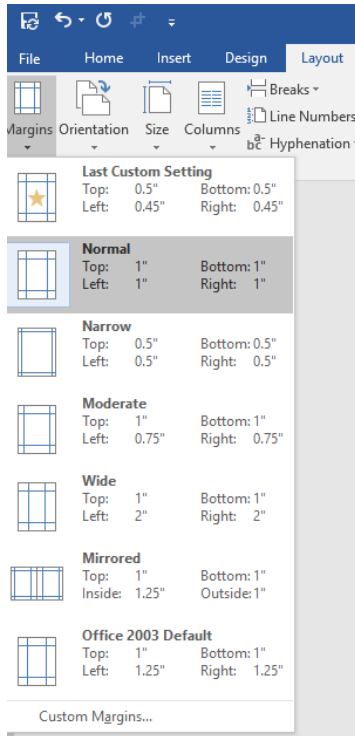 File Home Insert Design Layout
Breaks
Line Numbers
Margins Orientation Size Columns
bc Hyphenation
Last Custom Setting
Top: 0.5" Bottom: 0.5"
Left: 0.45" Right: 0.45"
Normal
Top: 1" Bottom: 1"
Left: 1" Right: 1"
Narrow
Top: 0.5" Bottom: 0.5"
Left: 0.5" Right: 0.5"
Moderate
Top: 1" Bottom: 1"
Left: 0.75" Right: 0.75"
Wide
Top: 1" Bottom: 1"
Left: 2" Right: 2"
Mirrored
Top: 1" Bottom: 1"
Inside: 1.25" Outside: 1"
Office 2003 Default
Top: 1" Bottom: 1"
Left: 1.25" Right: 1.25"
Custom Margins...